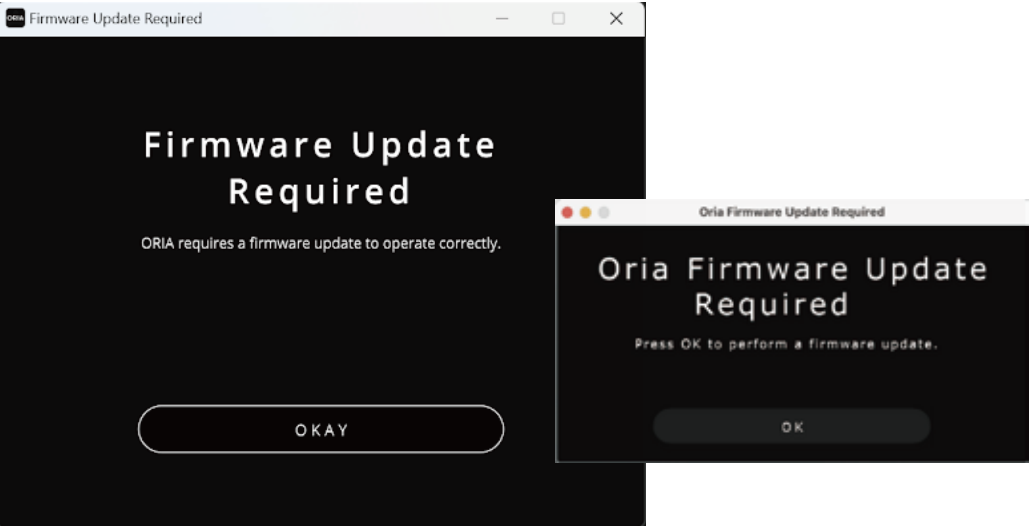 ORIA Firmware Update Required
Firmware Update
Required
ORIA requires a firmware update to operate correctly.
OKAY
Oria Firmware Update Required
Oria Firmware Update
Required
Press OK to perform a firmware update.
OK